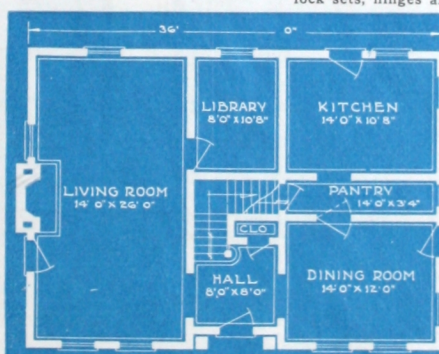 lock sets, hinges a
36' 0"
LIBRARY
8'0" X 10'8"
KITCHEN
14'0" X 10'8"
LIVING ROOM
14'0" X 26'0"
PANTRY
14'0" X 3'4"
CLO
HALL
8'0" X 8'0"
DINING ROOM
14'0" X 12'0"